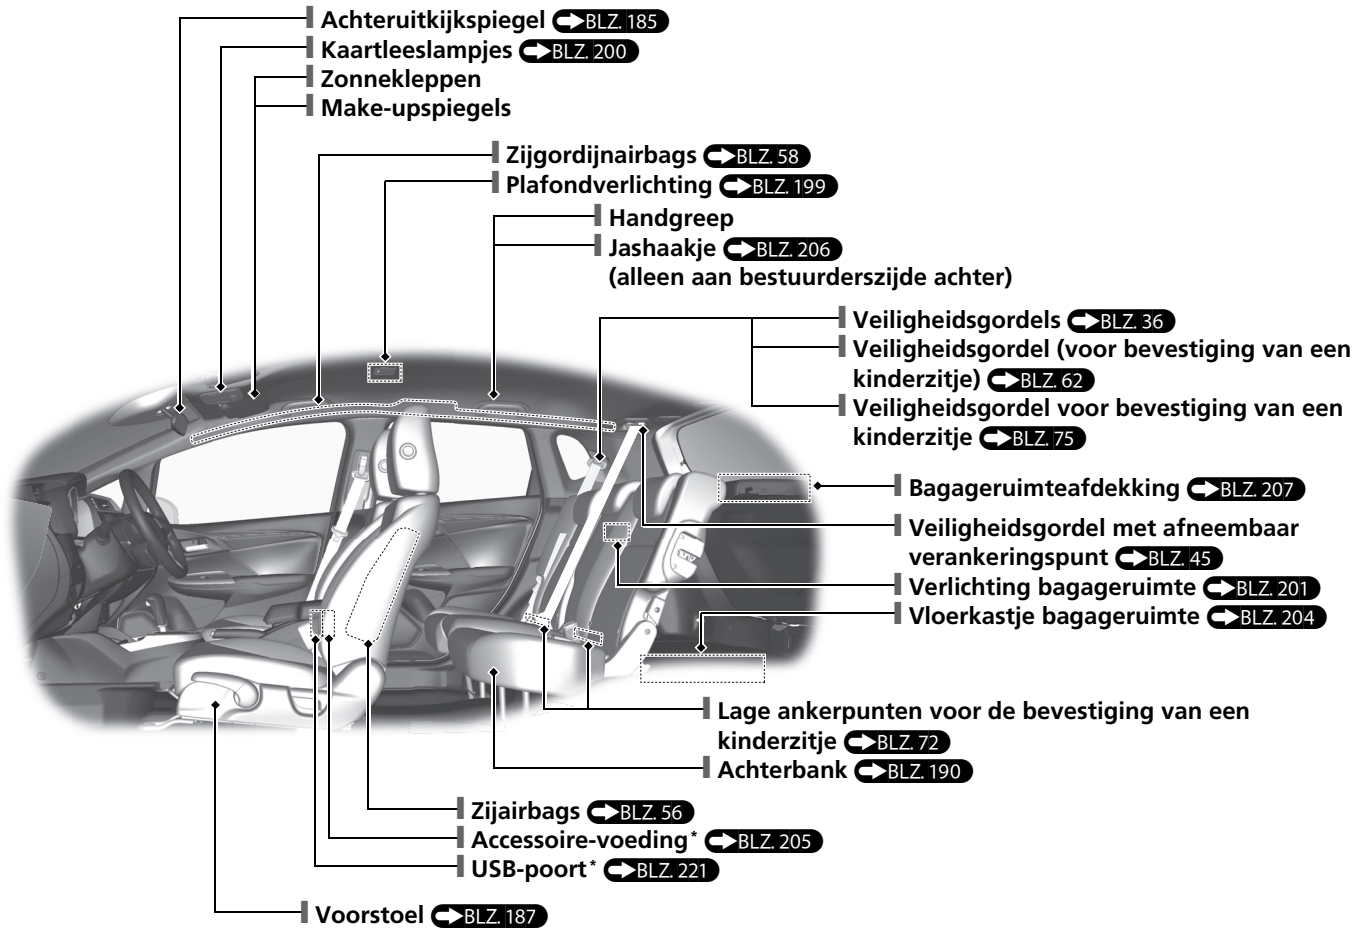 Achteruitkijkspiegel BLZ. 185
Kaartleeslampjes BLZ. 200
Zonnekleppen
Make-upspiegels
Zijgordijnairbags BLZ. 58
Plafondverlichting BLZ. 199
Handgreep
Jashaakje BLZ. 206
(alleen aan bestuurderszijde achter)
Veiligheidsgordels BLZ. 36
Veiligheidsgordel (voor bevestiging van een
kinderzitje) BLZ. 62
Veiligheidsgordel voor bevestiging van een
kinderzitje BLZ. 75
Bagageruimteafdekking BLZ. 207
Veiligheidsgordel met afneembaar
verankeringspunt BLZ. 45
Verlichting bagageruimte BLZ. 201
Vloerkastje bagageruimte BLZ. 204
Lage ankerpunten voor de bevestiging van een
kinderzitje BLZ. 72
Achterbank BLZ. 190
Zijairbags BLZ. 56
Accessoire-voeding* BLZ. 205
USB-poort* BLZ. 221
Voorstoel BLZ. 187